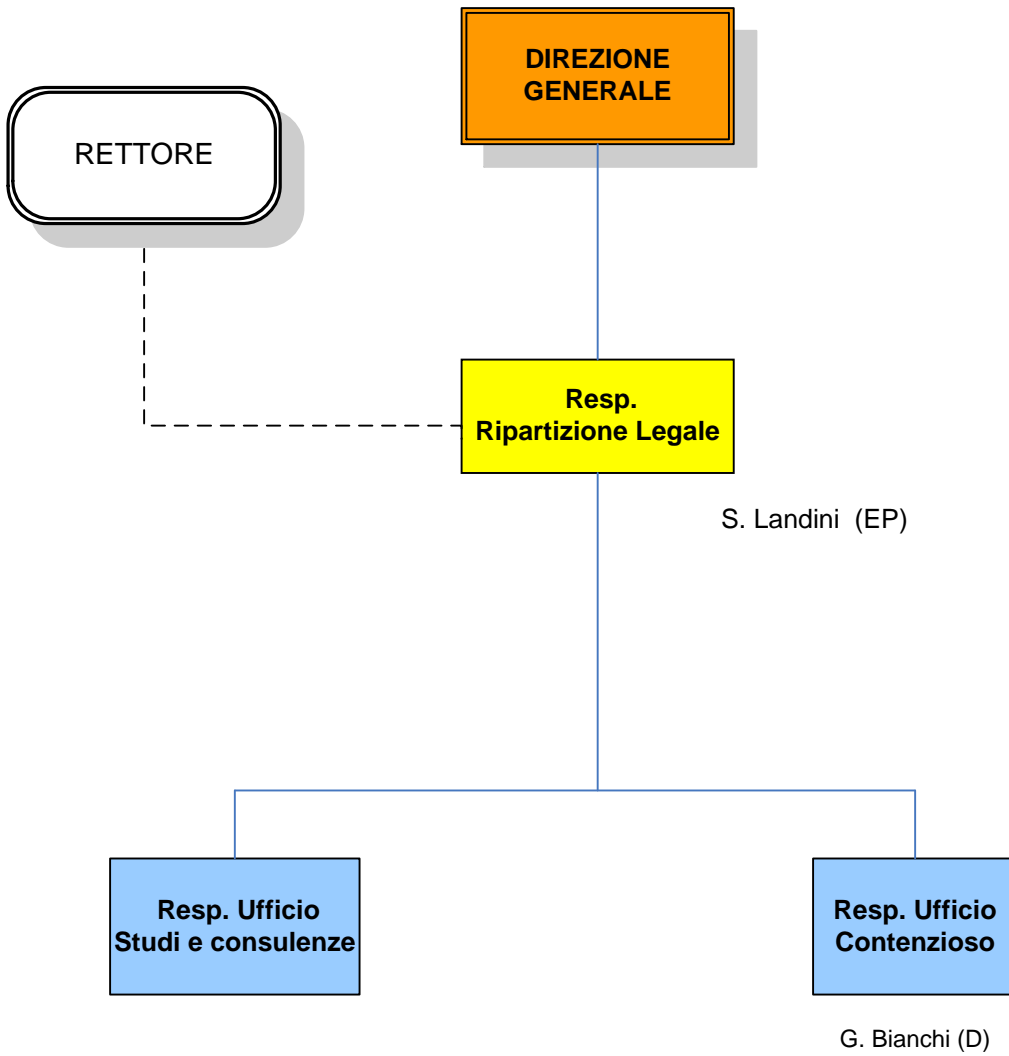 DIREZIONE
GENERALE
RETTORE
Resp.
Ripartizione Legale
S. Landini (EP)
Resp. Ufficio
Studi e consulenze
Resp. Ufficio
Contenzioso
G. Bianchi (D)